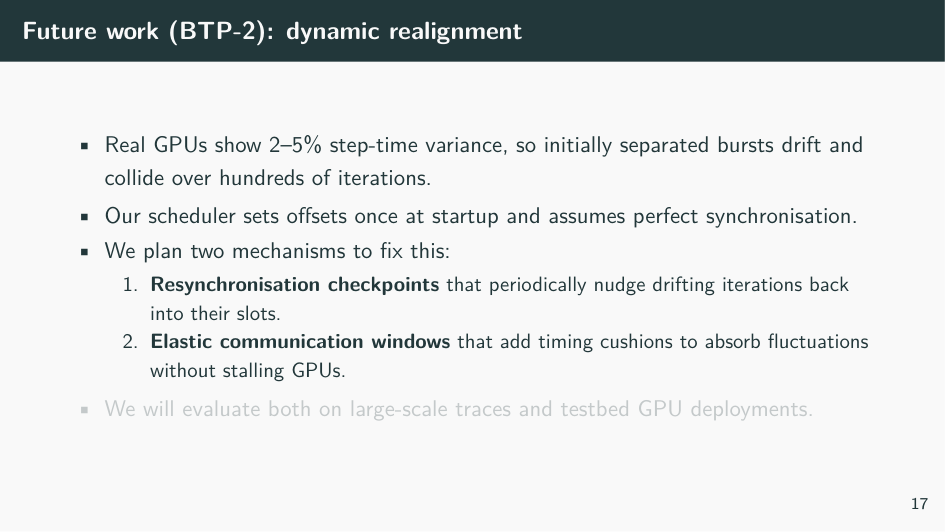 Future work (BTP-2): dynamic realignment
▪ Real GPUs show 2–5% step-time variance, so initially separated bursts drift and
collide over hundreds of iterations.
▪ Our scheduler sets offsets once at startup and assumes perfect synchronisation.
▪ We plan two mechanisms to fix this:
1. Resynchronisation checkpoints that periodically nudge drifting iterations back
into their slots.
2. Elastic communication windows that add timing cushions to absorb fluctuations
without stalling GPUs.
▪ We will evaluate both on large-scale traces and testbed GPU deployments.
17